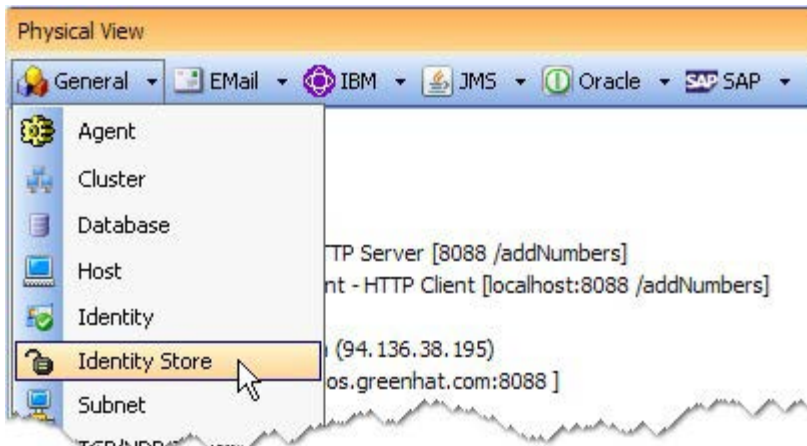 Physical View
General EMail IBM JMS Oracle SAP SAP
Agent
Cluster
Database
TP Server [8088 /addNumbers]
Host
nt - HTTP Client [localhost:8088 /addNumbers]
Identity
Identity Store
(94.136.38.195)
os.greenhat.com:8088 ]
Subnet